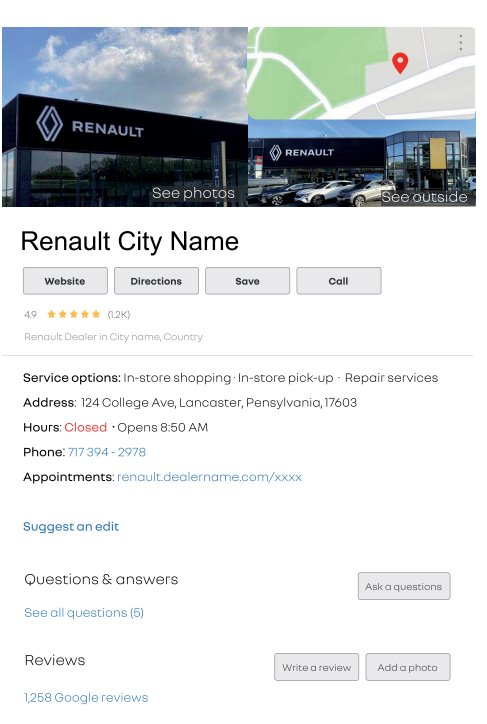 RENAULT
See photos
RENAULT
See outside
Renault City Name
Website
Directions
Save
Call
4.9 ★★★★★ (1.2K)
Renault Dealer in City name, Country
Service options: In-store shopping · In-store pick-up · Repair services
Address: 124 College Ave, Lancaster, Pensylvania, 17603
Hours: Closed · Opens 8:50 AM
Phone: 717 394 - 2978
Appointments: renault.dealername.com/xxxx
Suggest an edit
Questions & answers
Ask a questions
See all questions (5)
Reviews
Write a review
Add a photo
1,258 Google reviews